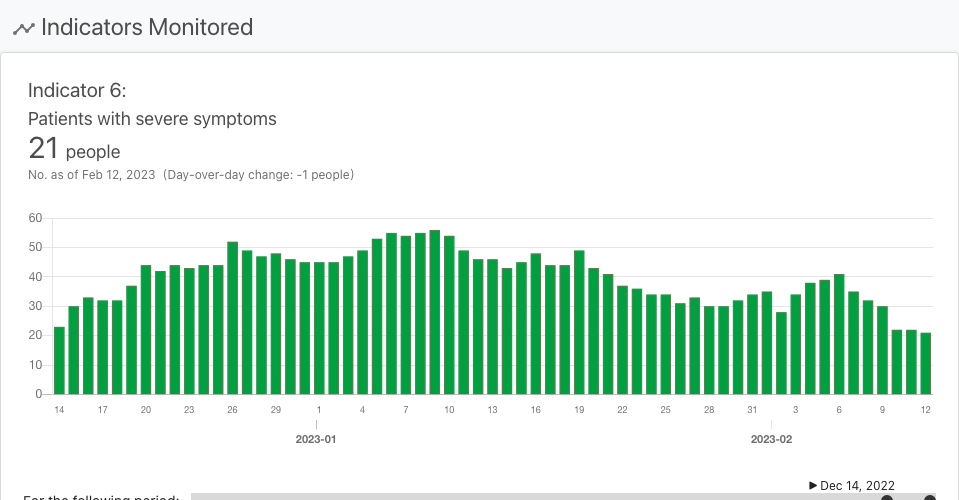 Indicators Monitored
Indicator 6:
Patients with severe symptoms
21 people
No. as of Feb 12, 2023 (Day-over-day change: -1 people)
60
50
40
30
20
10
0
14 17 20 23 26 29 1 4 7 10 13 16 19 22 25 28 31 3 6 9 12
2023-01 2023-02
Dec 14, 2022
For the following period: